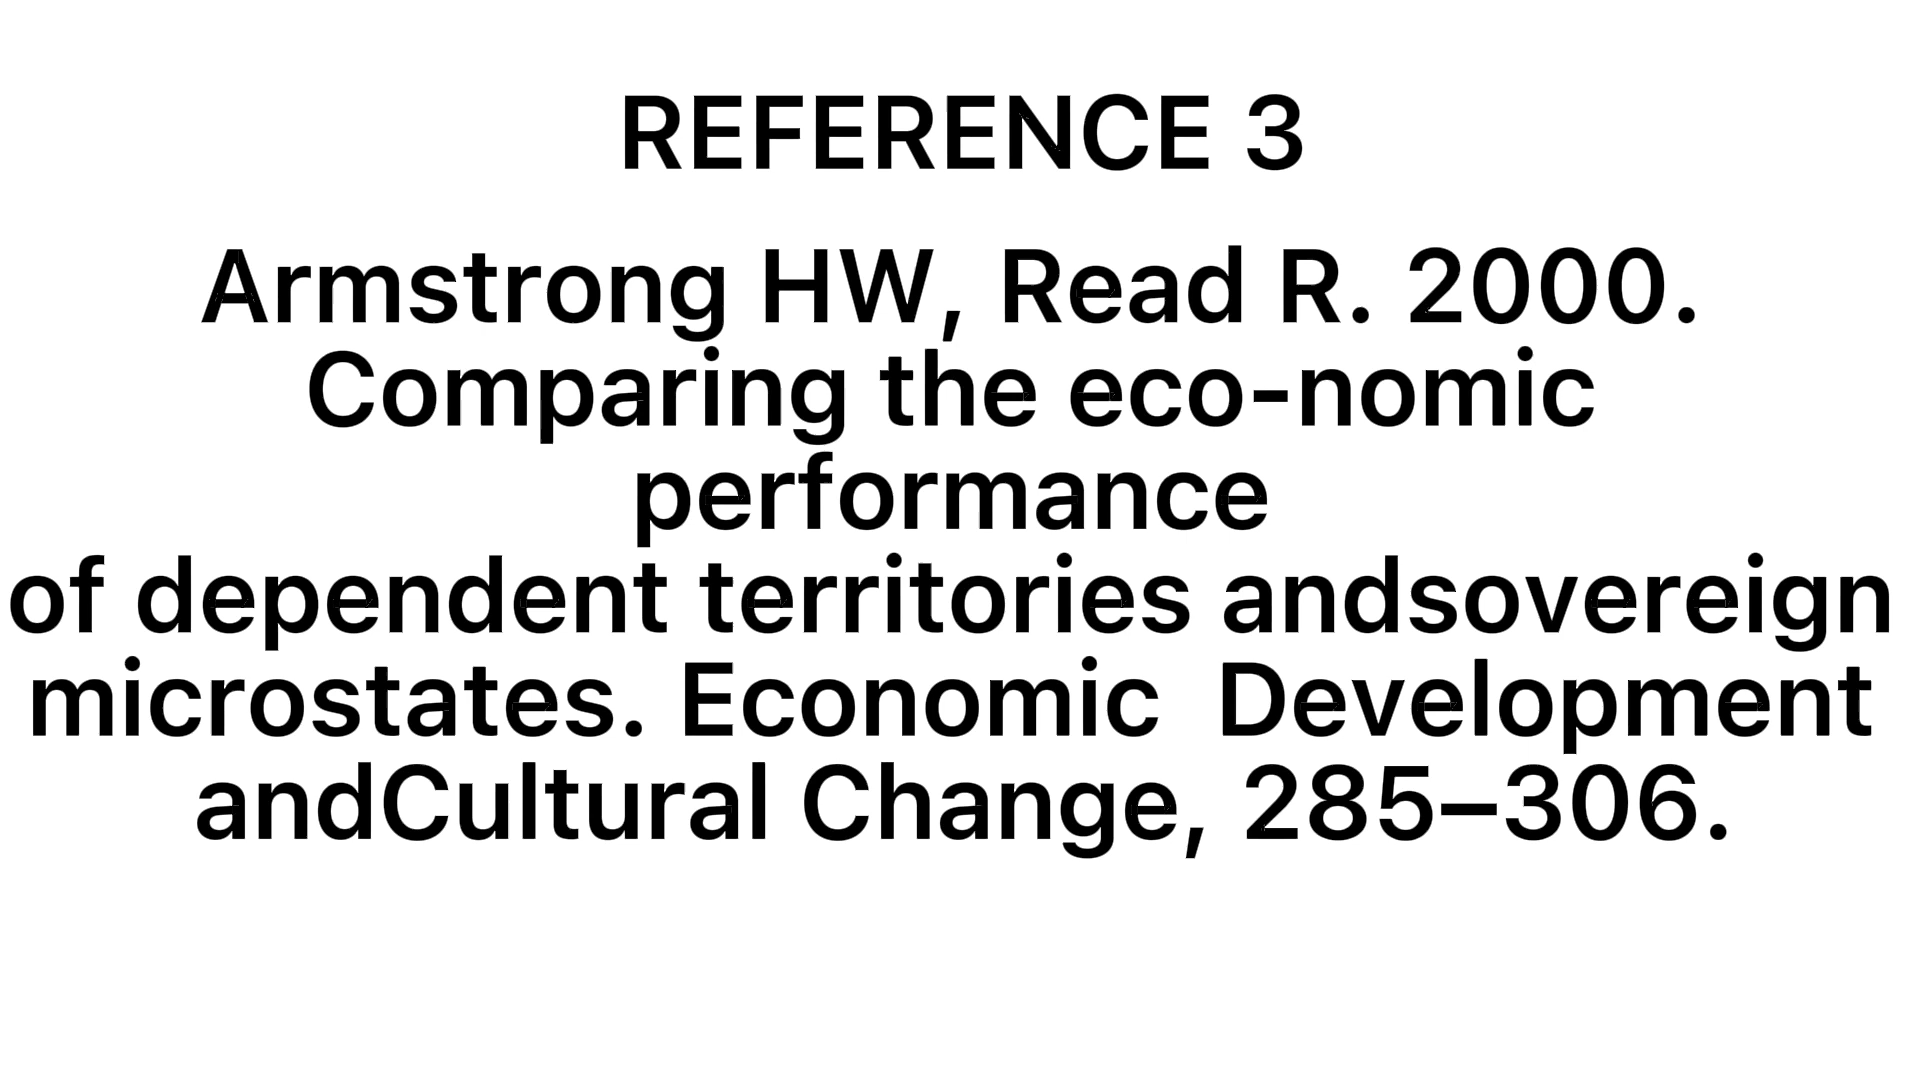 REFERENCE 3
Armstrong HW, Read R. 2000.
Comparing the eco-nomic
performance
of dependent territories andsovereign
microstates. Economic  Development
andCultural Change, 285–306.